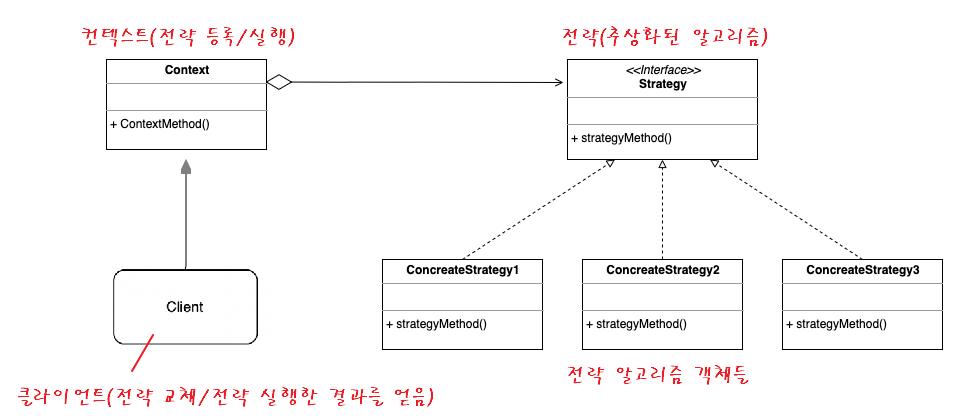 컨텍스트(전략 등록/실행)
전략(추상화된 알고리즘)
Context
+ ContextMethod()
<<Interface>>
Strategy
+ strategyMethod()
ConcreateStrategy1
+ strategyMethod()
ConcreateStrategy2
+ strategyMethod()
ConcreateStrategy3
+ strategyMethod()
Client
전략 알고리즘 객체들
클라이언트(전략 교체/전략 실행한 결과를 얻음)